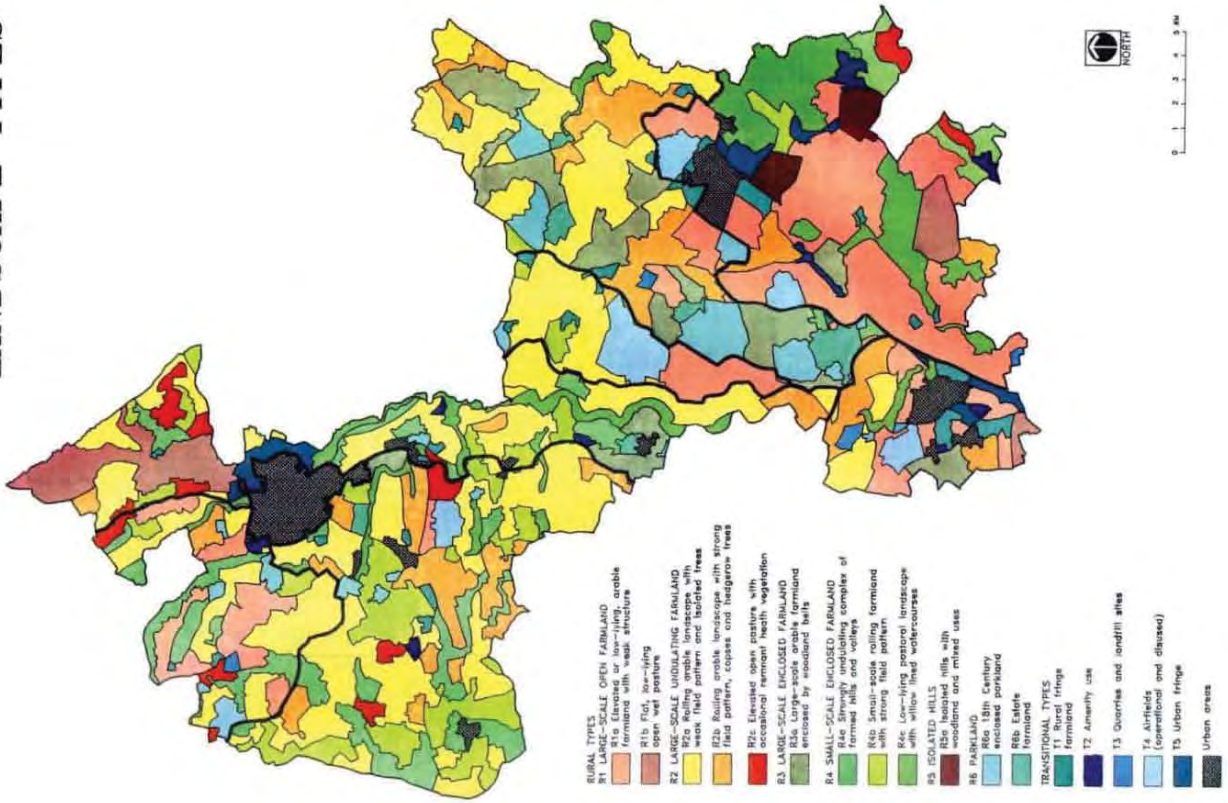 RURAL TYPES
R1 LARGE-SCALE OPEN FARMLAND
R1a Elevated or low-lying, arable
farmland with weak structure
R1b Flat, low-lying
open wet pasture
R2 LARGE-SCALE UNDULATING FARMLAND
R2a Rolling arable landscape with
weak field pattern and isolated trees
R2b Rolling arable landscape with strong
field pattern, copses and hedgerow trees
R2c Elevated open pasture with
occasional remnant heath vegetation
R3 LARGE-SCALE ENCLOSED FARMLAND
R3a Large-scale arable farmland
enclosed by woodland belts
R4 SMALL-SCALE ENCLOSED FARMLAND
R4a Strongly undulating complex of
farmed hills and valleys
R4b Small-scale rolling farmland
with strong field pattern
R4c Low-lying pastoral landscape
with willow lined watercourses
R5 ISOLATED HILLS
R5a Isolated hills with
woodland and mixed uses
R6 PARKLAND
R6a 18th Century
enclosed parkland
R6b Estate
farmland
TRANSITIONAL TYPES
T1 Rural fringe
farmland
T2 Amenity use
T3 Quarries and landfill sites
T4 Airfields
(operational and disused)
T5 Urban fringe
Urban areas
NORTH
0 1 2 3 4 5 KM